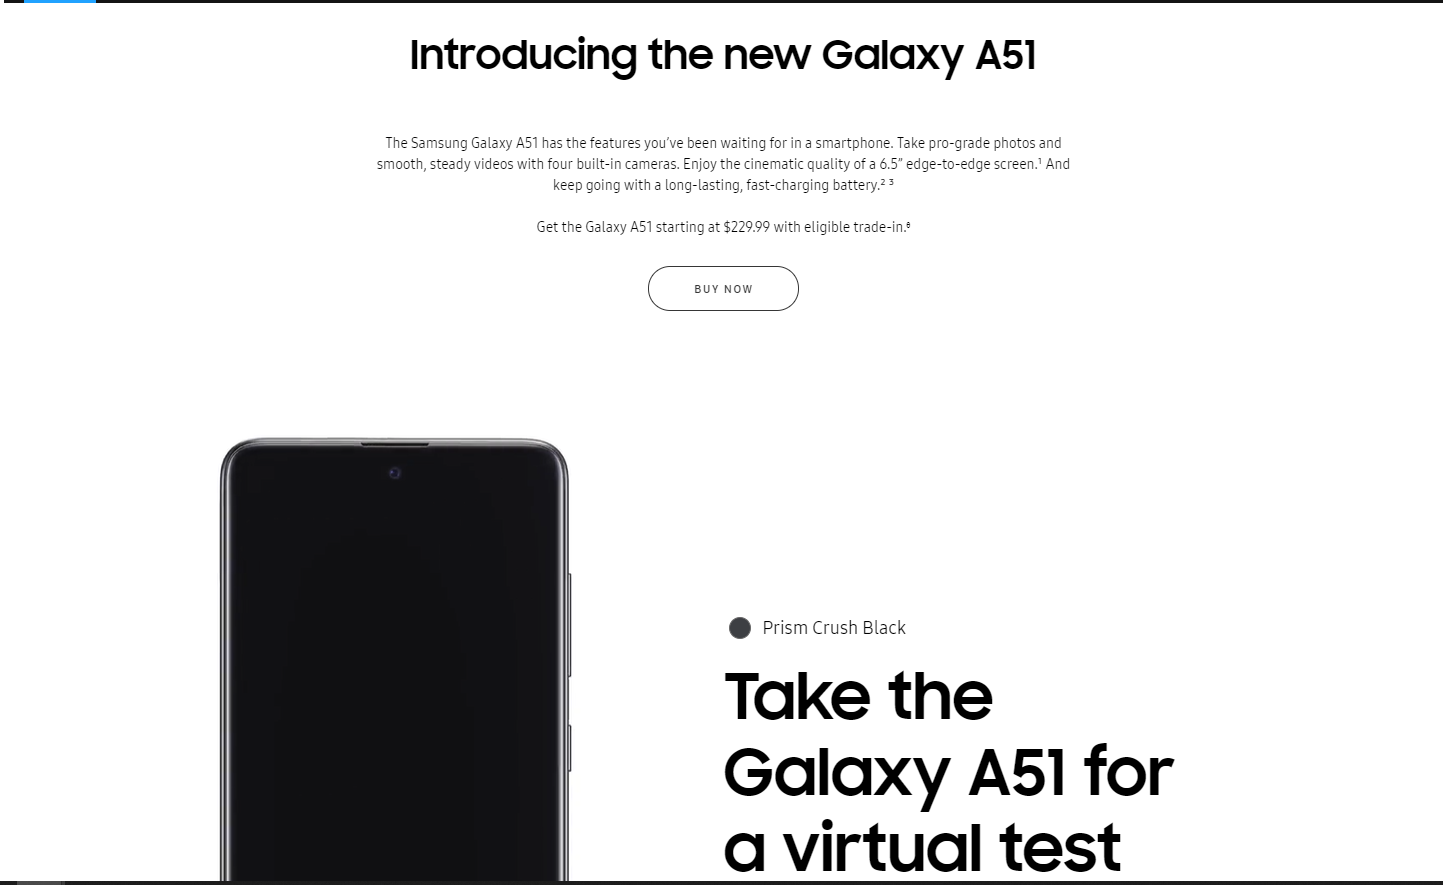 Introducing the new Galaxy A51
The Samsung Galaxy A51 has the features you've been waiting for in a smartphone. Take pro-grade photos and
smooth, steady videos with four built-in cameras. Enjoy the cinematic quality of a 6.5” edge-to-edge screen.¹ And
keep going with a long-lasting, fast-charging battery.² ³
Get the Galaxy A51 starting at $229.99 with eligible trade-in.⁶
BUY NOW
Prism Crush Black
Take the
Galaxy A51 for
a virtual test